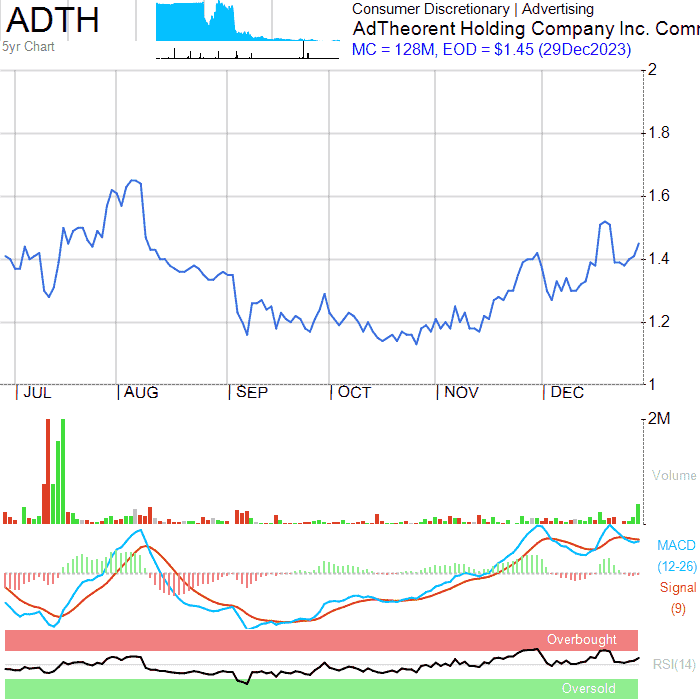 ADTH
5yr Chart
Consumer Discretionary | Advertising
AdTheorent Holding Company Inc. Comm
MC = 128M, EOD = $1.45 (29Dec2023)
2
1.8
1.6
1.4
1.2
1
JUL AUG SEP OCT NOV DEC
2M
Volume
MACD
(12-26)
Signal
(9)
Overbought
RSI(14)
Oversold